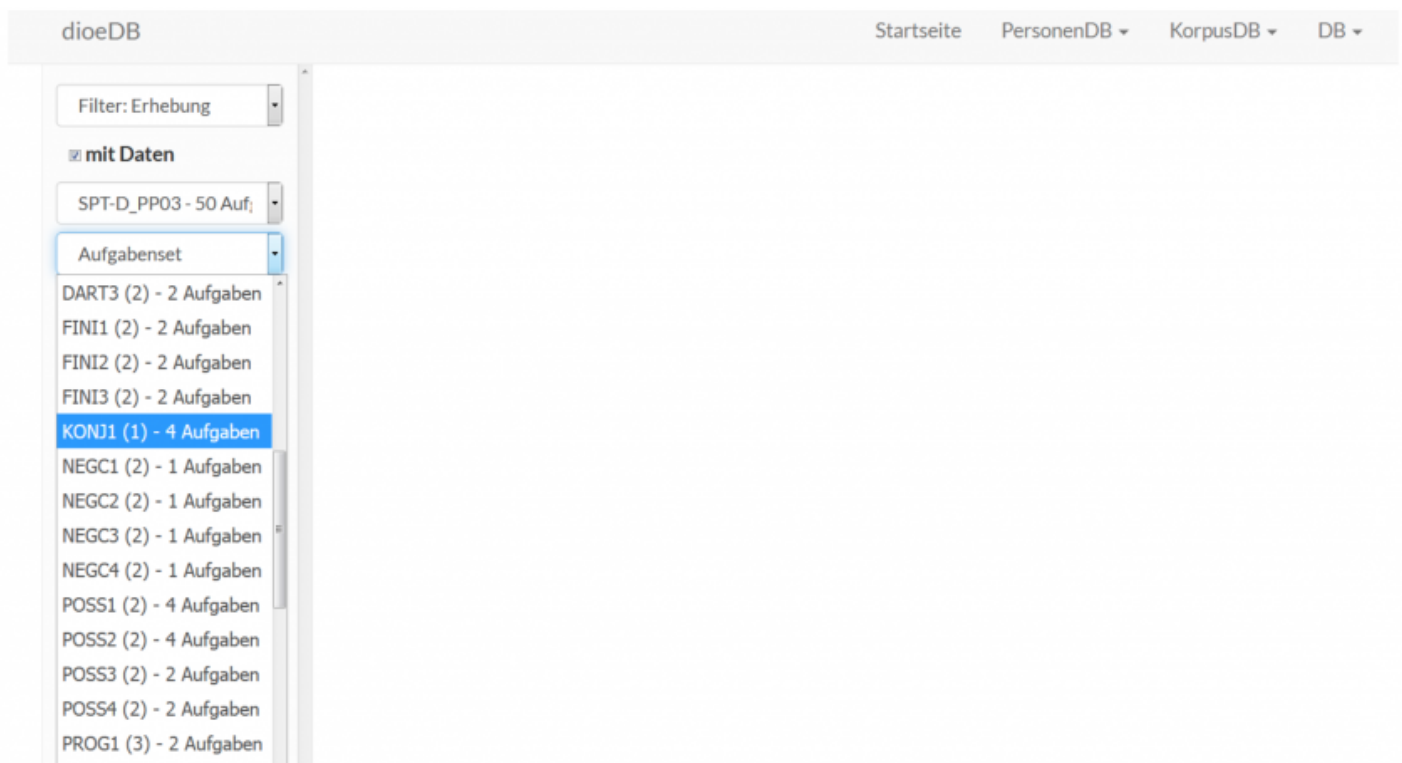 dioeDB Startseite PersonenDB KorpusDB DB
Filter: Erhebung
mit Daten
SPT-D_PP03 - 50 Auf
Aufgabenset
DART3 (2) - 2 Aufgaben
FINI1 (2) - 2 Aufgaben
FINI2 (2) - 2 Aufgaben
FINI3 (2) - 2 Aufgaben
KONJ1 (1) - 4 Aufgaben
NEGC1 (2) - 1 Aufgaben
NEGC2 (2) - 1 Aufgaben
NEGC3 (2) - 1 Aufgaben
NEGC4 (2) - 1 Aufgaben
POSS1 (2) - 4 Aufgaben
POSS2 (2) - 4 Aufgaben
POSS3 (2) - 2 Aufgaben
POSS4 (2) - 2 Aufgaben
PROG1 (3) - 2 Aufgaben